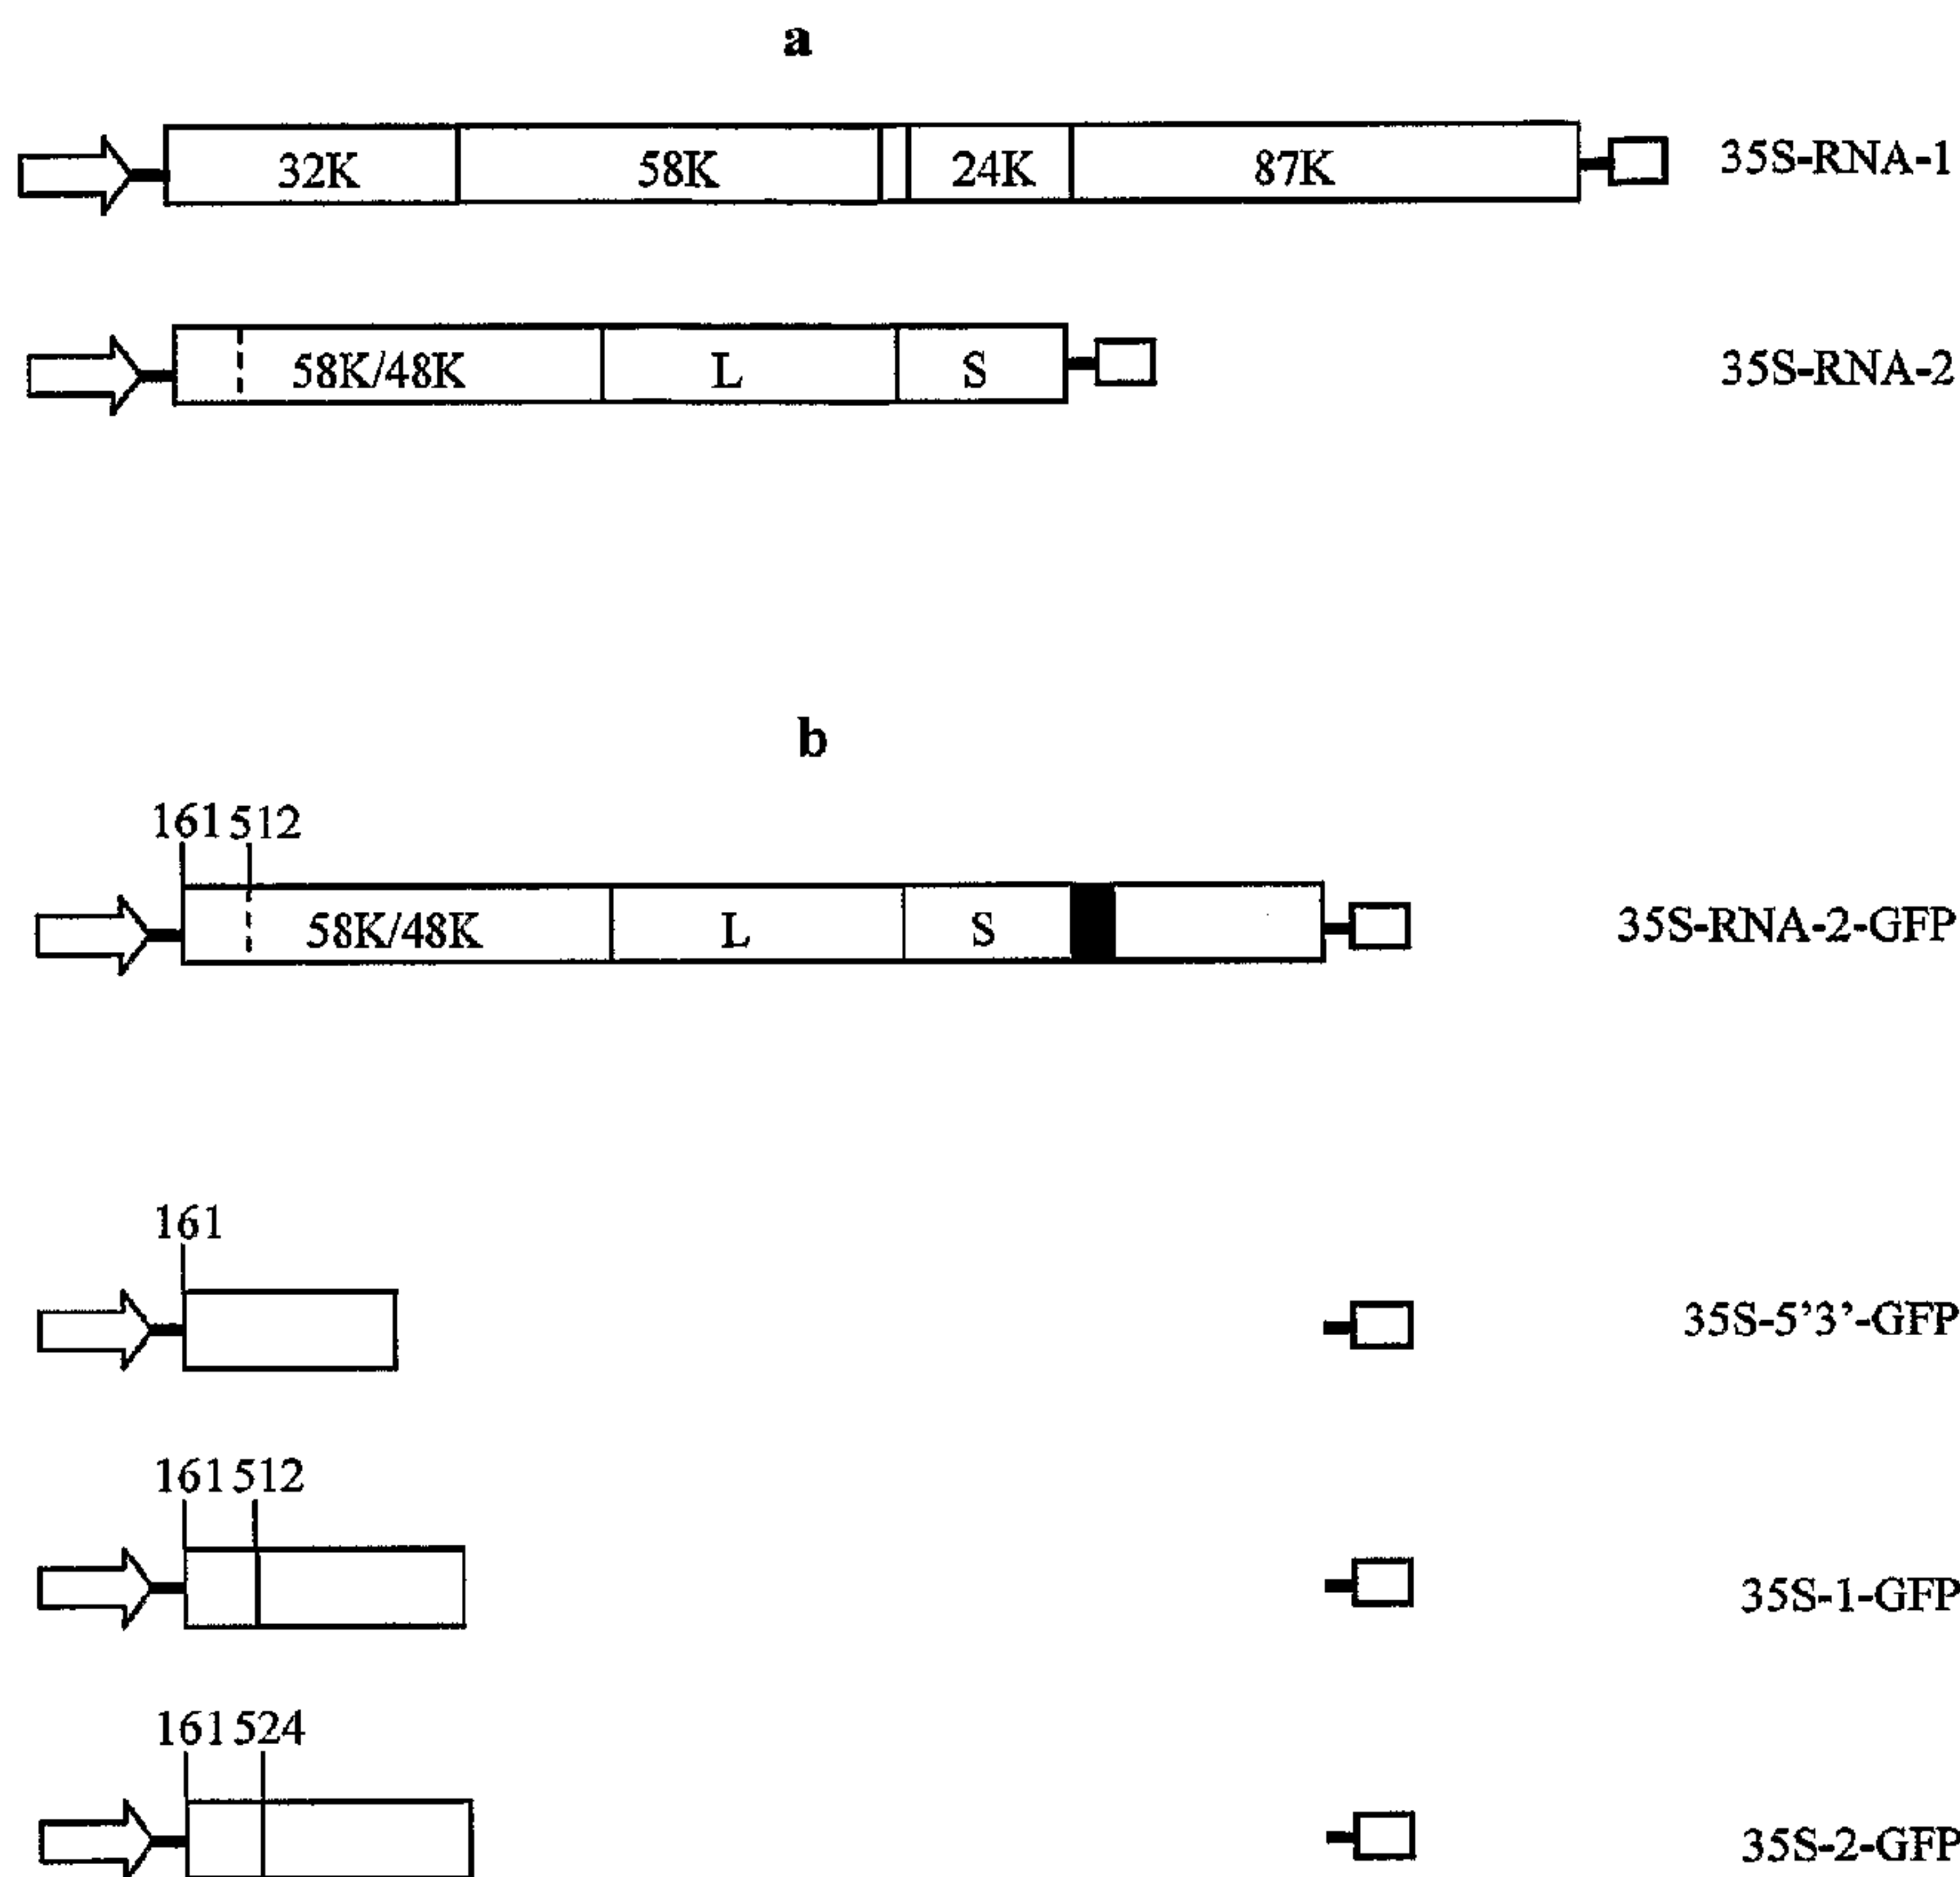 a
32K 58K 24K 87K 35S-RNA-1
58K/48K L S 35S-RNA-2
b
161 512
58K/48K L S 35S-RNA-2-GFP
161
35S-5’3’-GFP
161 512
35S-1-GFP
161 524
35S-2-GFP